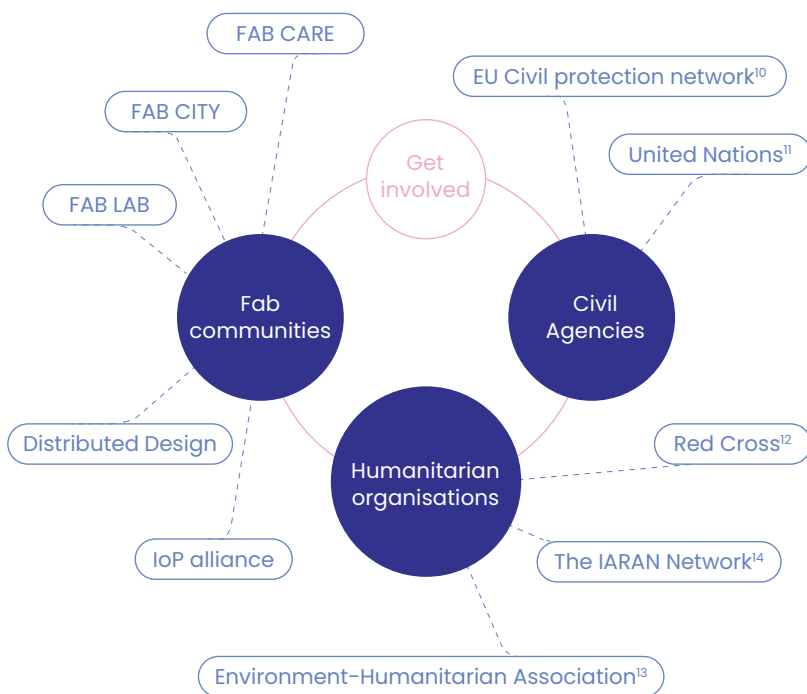 FAB CARE
EU Civil protection network¹⁰
FAB CITY
United Nations¹¹
Get
involved
FAB LAB
Fab
communities
Civil
Agencies
Distributed Design
Red Cross¹²
Humanitarian
organisations
IoP alliance
The IARAN Network¹⁴
Environment-Humanitarian Association¹³